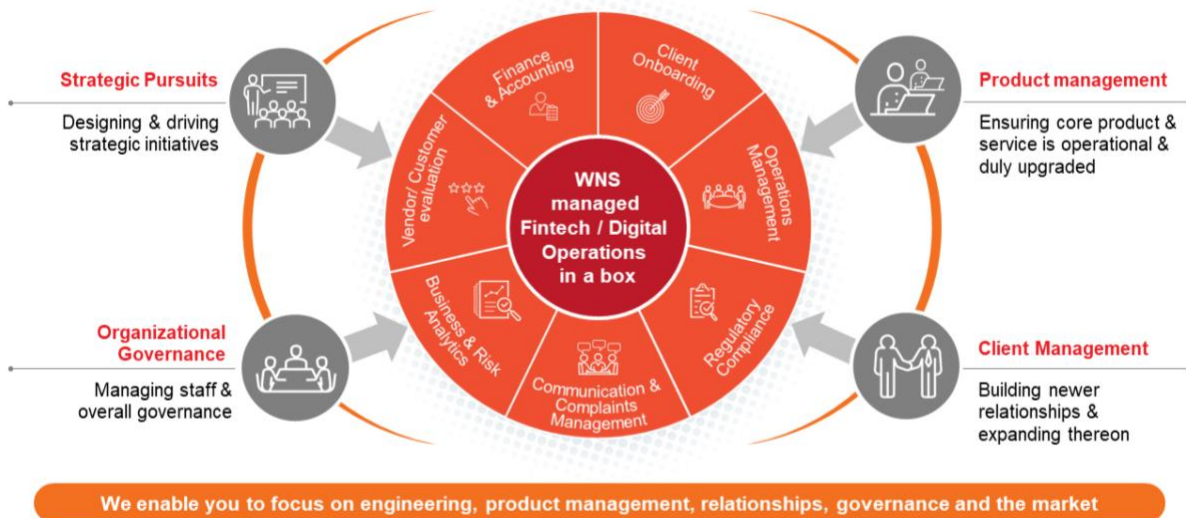 Strategic Pursuits
Designing & driving
strategic initiatives
Organizational
Governance
Managing staff &
overall governance
Finance
& Accounting
Client
Onboarding
Operations
Management
Regulatory
Compliance
Communication &
Complaints
Management
Business & Risk
Analytics
Vendor/ Customer
evaluation
WNS
managed
Fintech / Digital
Operations
in a box
Product management
Ensuring core product &
service is operational &
duly upgraded
Client Management
Building newer
relationships &
expanding thereon
We enable you to focus on engineering, product management, relationships, governance and the market